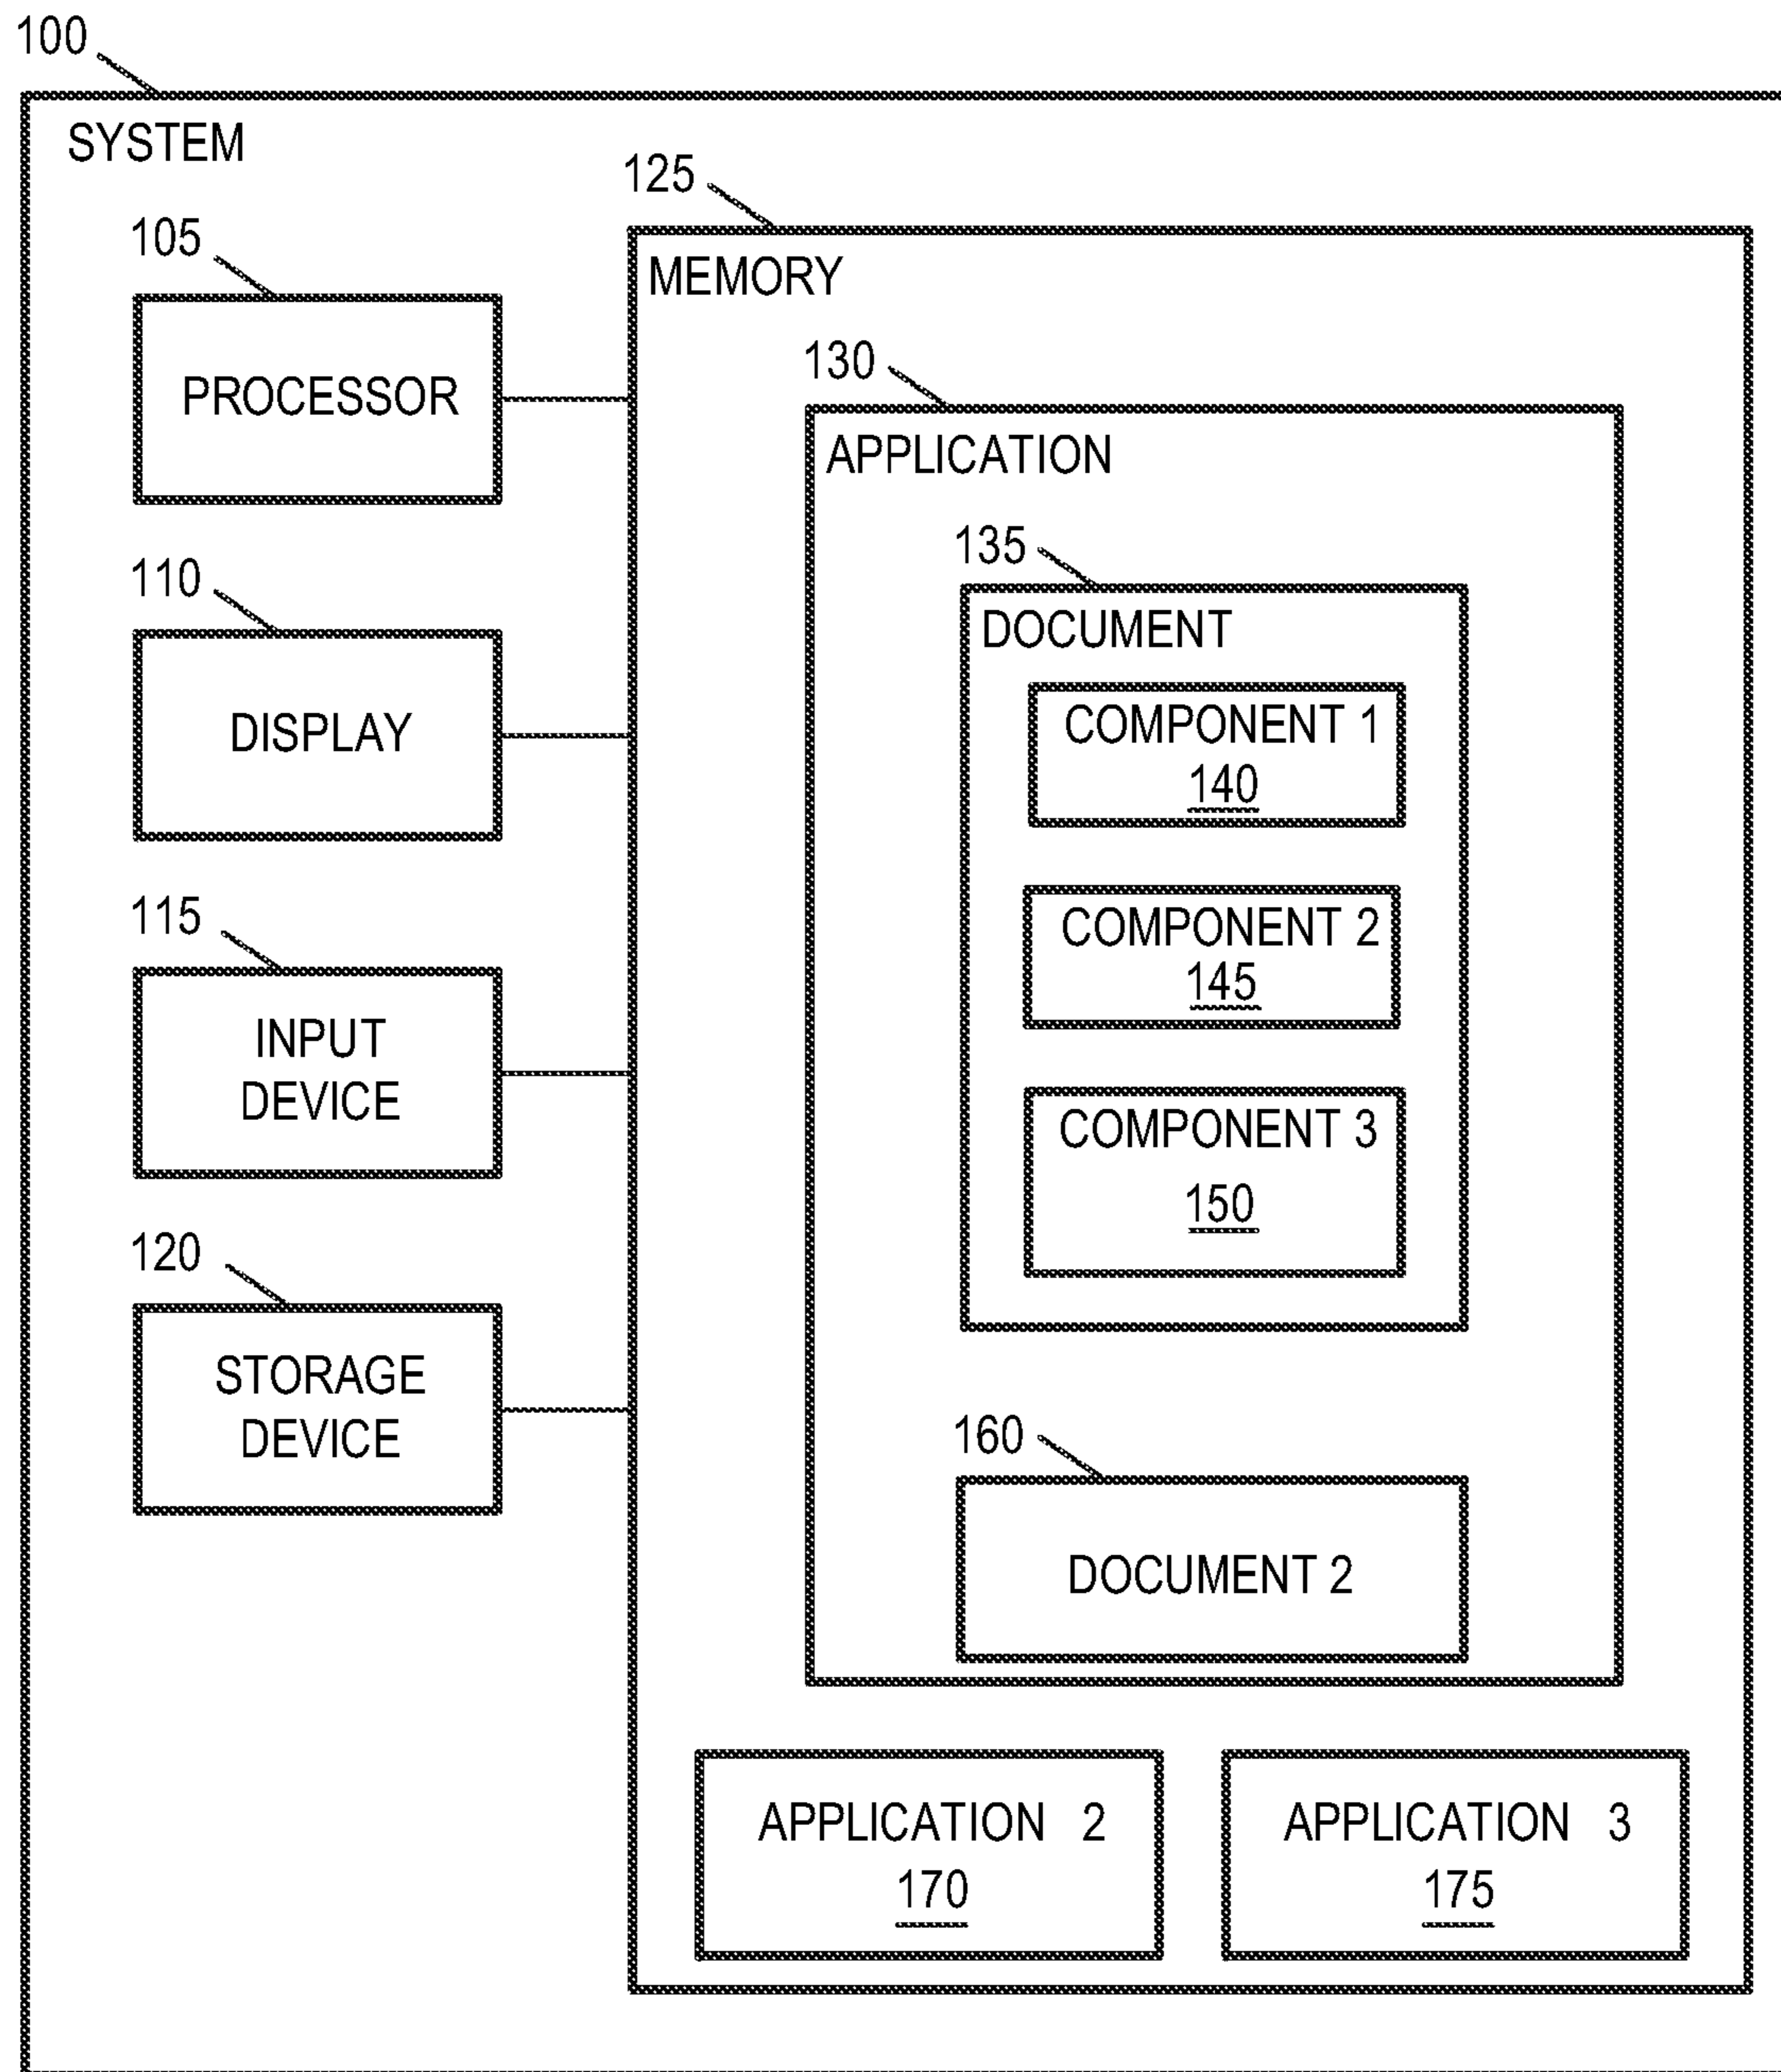 100
SYSTEM
125
105
MEMORY
PROCESSOR
130
APPLICATION
135
110
DOCUMENT
DISPLAY
COMPONENT 1
140
115
COMPONENT 2
145
INPUT
DEVICE
COMPONENT 3
150
120
STORAGE
DEVICE
160
DOCUMENT 2
APPLICATION 2
170
APPLICATION 3
175